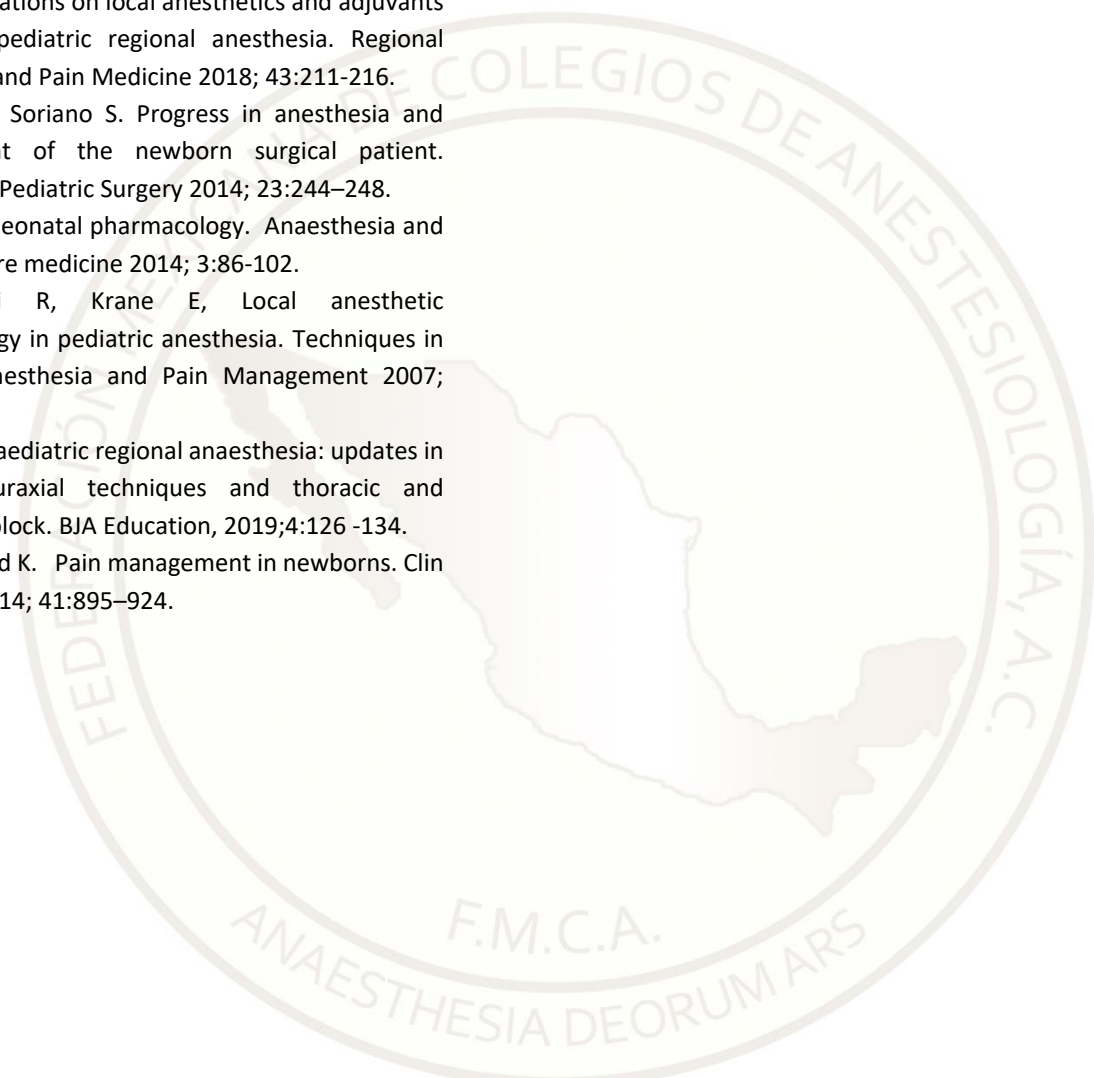 ations on local anesthetics and adjuvants
pediatric regional anesthesia. Regional
and Pain Medicine 2018; 43:211-216.
Soriano S. Progress in anesthesia and
nt of the newborn surgical patient.
Pediatric Surgery 2014; 23:244–248.
eonatal pharmacology. Anaesthesia and
re medicine 2014; 3:86-102.
i R, Krane E, Local anesthetic
gy in pediatric anesthesia. Techniques in
nesthesia and Pain Management 2007;
aediatric regional anaesthesia: updates in
uraxial techniques and thoracic and
block. BJA Education, 2019;4:126 -134.
d K. Pain management in newborns. Clin
14; 41:895–924.
FEDERACIÓN MEXICANA DE COLEGIOS DE ANESTESIOLOGÍA, A.C.
F.M.C.A.
ANAESTHESIA DEORUM ARS